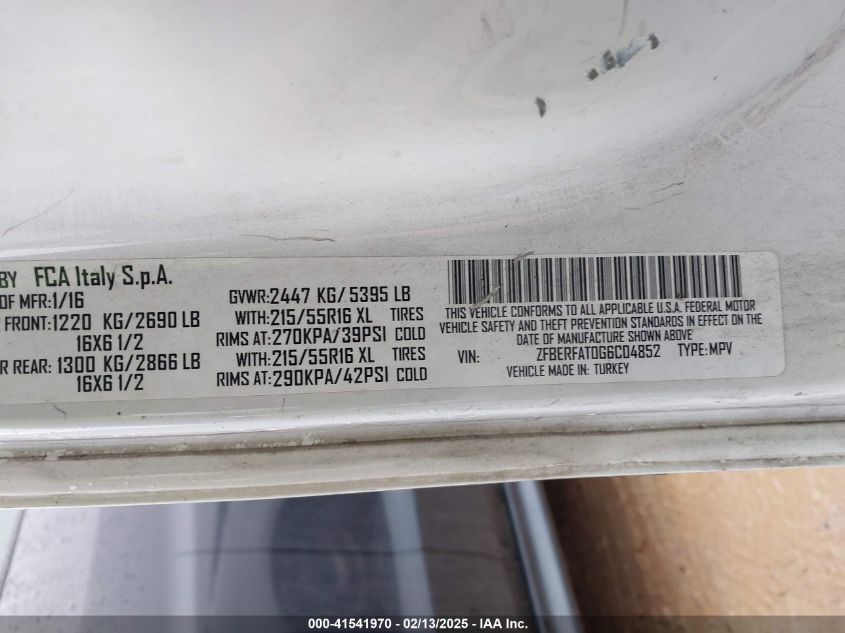 BY FCA Italy S.p.A.
OF MFR:1/16
FRONT:1220 KG/2690 LB
16X6 1/2
R REAR: 1300 KG/2866 LB
16X6 1/2
GVWR:2447 KG/ 5395 LB
WITH:215/55R16 XL TIRES
RIMS AT:270KPA/39PSI COLD
WITH:215/55R16 XL TIRES
RIMS AT:290KPA/42PSI COLD
THIS VEHICLE CONFORMS TO ALL APPLICABLE U.S.A. FEDERAL MOTOR
VEHICLE SAFETY AND THEFT PREVENTION STANDARDS IN EFFECT ON THE
DATE OF MANUFACTURE SHOWN ABOVE
VIN: ZFBERFAT0G6C04852 TYPE:MPV
VEHICLE MADE IN: TURKEY
000-41541970 - 02/13/2025 - IAA Inc.